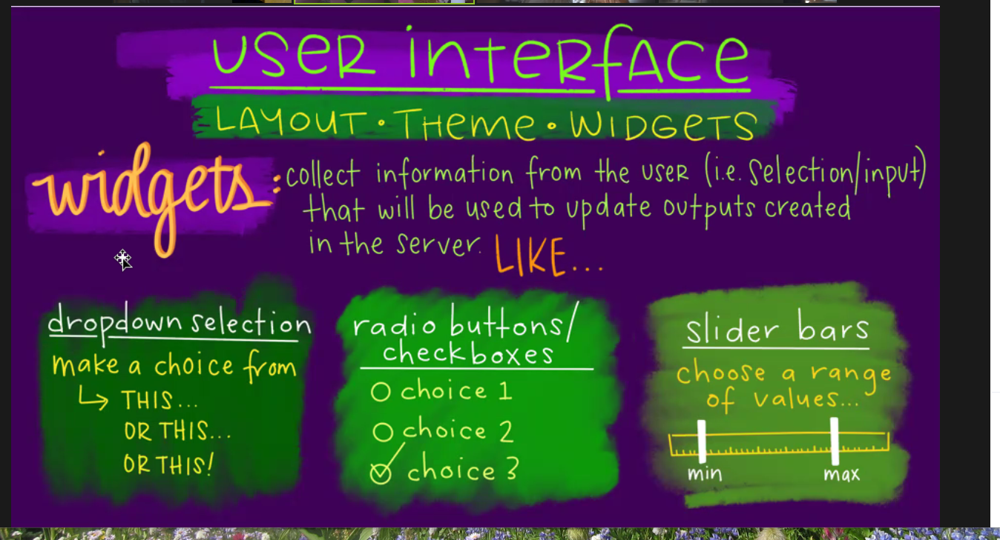 USER INTERFACE
LAYOUT • THEME • WIDGETS
widgets: collect information from the user (i.e. selection/input)
that will be used to update outputs created
in the server. LIKE...
dropdown selection
make a choice from
↳ THIS...
OR THIS...
OR THIS!
radio buttons/
checkboxes
choice 1
choice 2
choice 3
slider bars
choose a range
of values...
min max